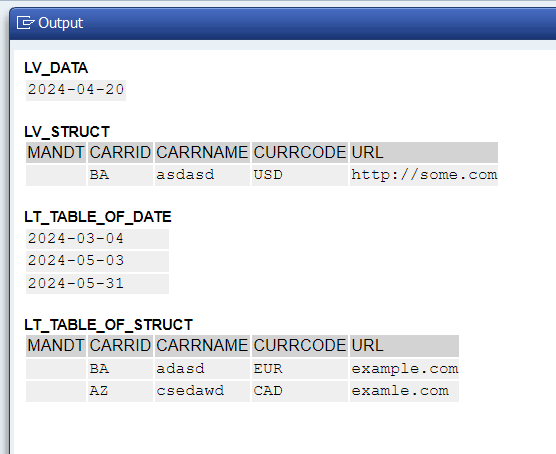 Output
LV_DATA
2024-04-20
LV_STRUCT
MANDT CARRID CARRNAME CURRCODE URL
BA asdasd USD http://some.com
LT_TABLE_OF_DATE
2024-03-04
2024-05-03
2024-05-31
LT_TABLE_OF_STRUCT
MANDT CARRID CARRNAME CURRCODE URL
BA adasd EUR example.com
AZ csedawd CAD examle.com